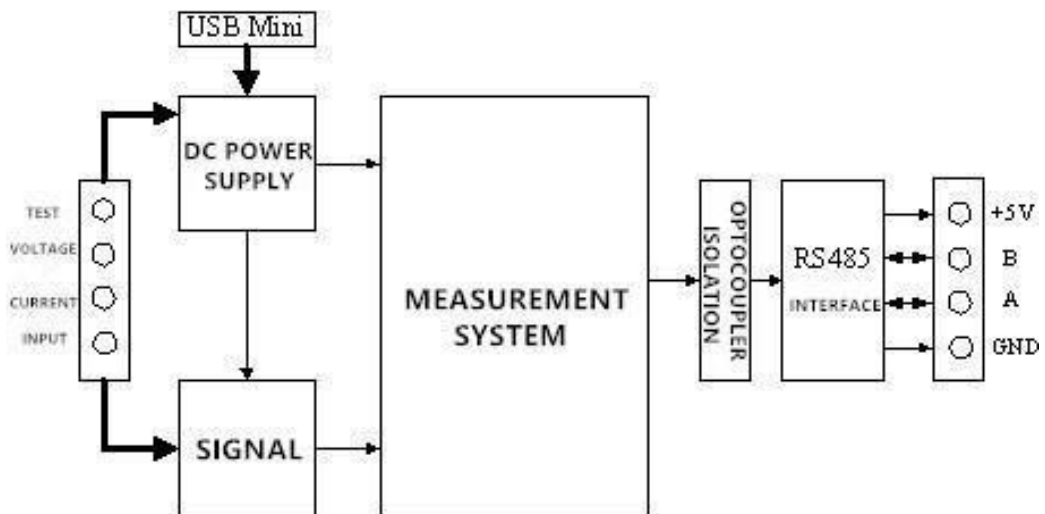 USB Mini
DC POWER
SUPPLY
TEST
VOLTAGE
CURRENT
INPUT
SIGNAL
MEASUREMENT
SYSTEM
OPTOCOUPLER
ISOLATION
RS485
INTERFACE
+5V
B
A
GND